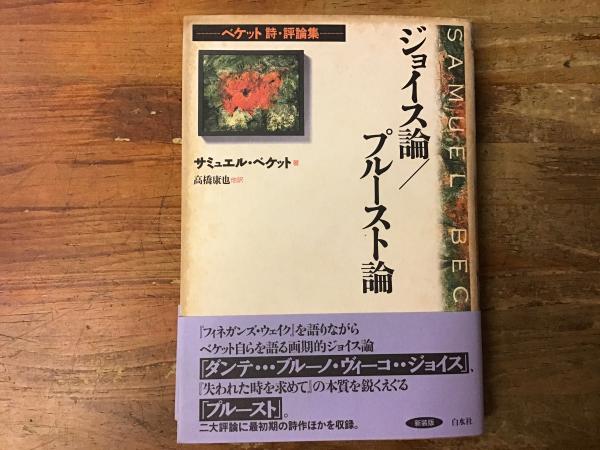 ベケット 詩・評論集
ジョイス論／
プルースト論
SAMUEL BEC
サミュエル・ベケット 著
高橋康也 他訳
『フィネガンズ・ウェイク』を語りながら
ベケット自らを語る画期的ジョイス論
「ダンテ・・・ブルーノ・ヴィーコ・・ジョイス」、
『失われた時を求めて』の本質を鋭くえぐる
「プルースト」。
二大評論に最初期の詩作ほかを収録。
新装版
白水社